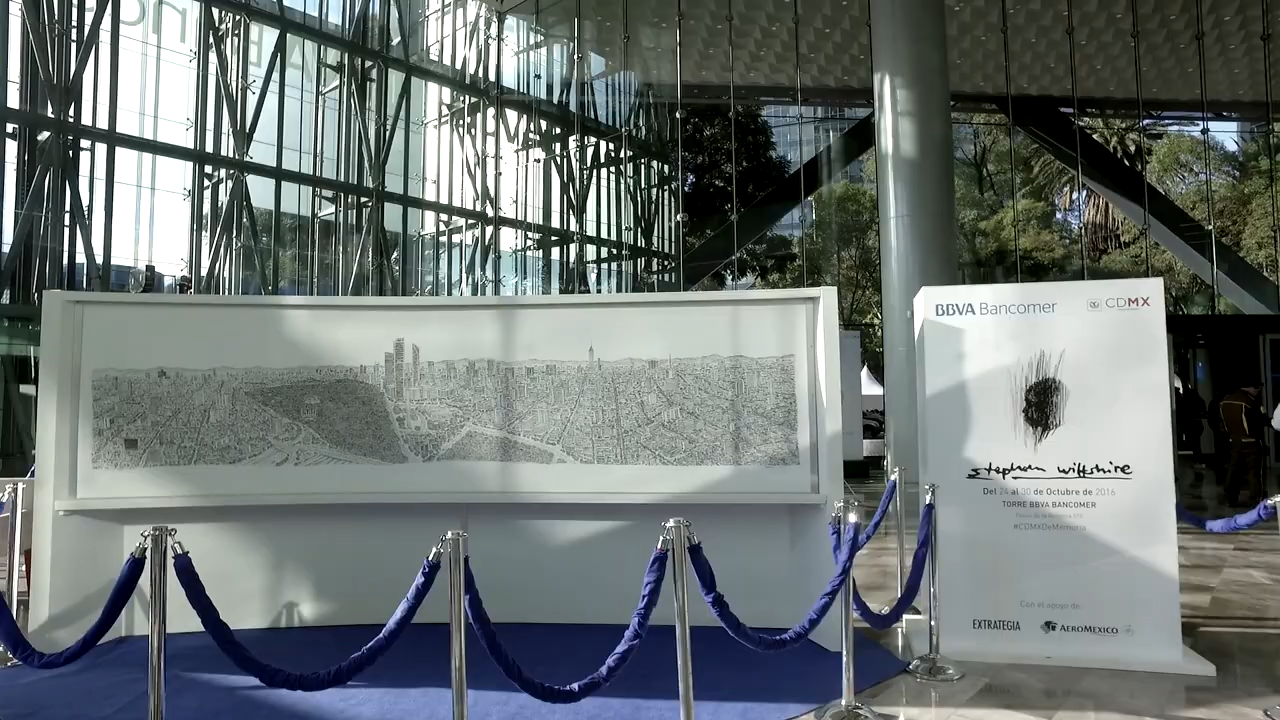 BBVA Bancomer
CDMX
stephen wiltshire
Del 24 al 30 de Octubre de 2016
TORRE BBVA BANCOMER
#CDMXDeMemoria
Con el apoyo de:
EXTRATEGIA
AEROMEXICO